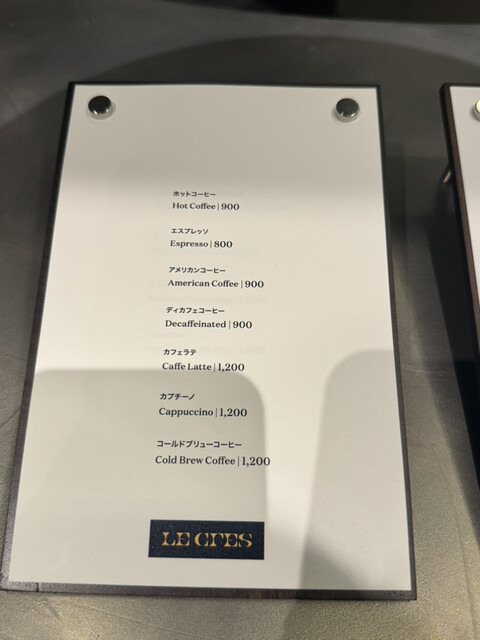 ホットコーヒー
Hot Coffee | 900
エスプレッソ
Espresso | 800
アメリカンコーヒー
American Coffee | 900
ディカフェコーヒー
Decaffeinated | 900
カフェラテ
Caffe Latte | 1,200
カプチーノ
Cappuccino | 1,200
コールドブリューコーヒー
Cold Brew Coffee | 1,200
LE CRES